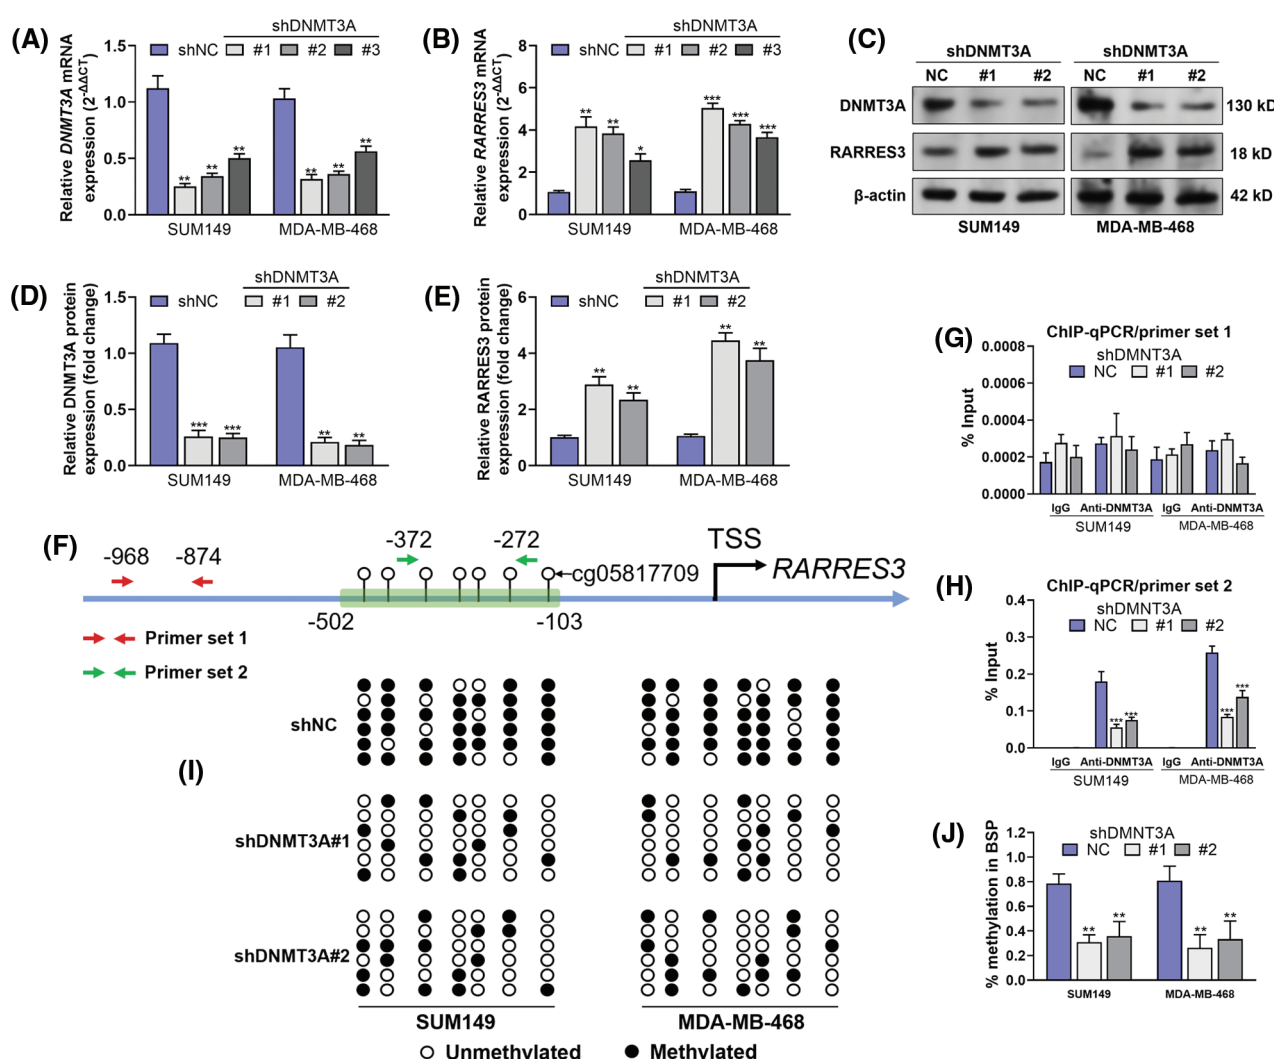 (A)
Relative DNMT3A mRNA
expression (2-ΔΔCT)
shDNMT3A
shNC #1 #2 #3
1.5
1.0
0.5
0.0
** ** ** ** ** **
SUM149 MDA-MB-468
(B)
Relative RARRES3 mRNA
expression (2-ΔΔCT)
shDNMT3A
shNC #1 #2 #3
8
6
4
2
0
** ** * *** *** ***
SUM149 MDA-MB-468
(C)
shDNMT3A shDNMT3A
NC #1 #2 NC #1 #2
DNMT3A 130 kD
RARRES3 18 kD
β-actin 42 kD
SUM149 MDA-MB-468
(D)
Relative DNMT3A protein
expression (fold change)
shDNMT3A
shNC #1 #2
1.5
1.0
0.5
0.0
*** *** ** **
SUM149 MDA-MB-468
(E)
Relative RARRES3 protein
expression (fold change)
shDNMT3A
shNC #1 #2
6
4
2
0
** ** ** **
SUM149 MDA-MB-468
(F)
-968 -874 -372 -272 TSS
cg05817709 RARRES3
-502 -103
Primer set 1
Primer set 2
(G)
ChIP-qPCR/primer set 1
shDMNT3A
NC #1 #2
% Input
0.0008
0.0006
0.0004
0.0002
0.0000
IgG Anti-DNMT3A IgG Anti-DNMT3A
SUM149 MDA-MB-468
(H)
ChIP-qPCR/primer set 2
shDMNT3A
NC #1 #2
% Input
0.4
0.3
0.2
0.1
0.0
*** *** *** ***
IgG Anti-DNMT3A IgG Anti-DNMT3A
SUM149 MDA-MB-468
(I)
shNC
shDNMT3A#1
shDNMT3A#2
SUM149 MDA-MB-468
Unmethylated Methylated
(J)
% methylation in BSP
shDMNT3A
NC #1 #2
1.2
1.0
0.8
0.6
0.4
0.2
0.0
** ** ** **
SUM149 MDA-MB-468